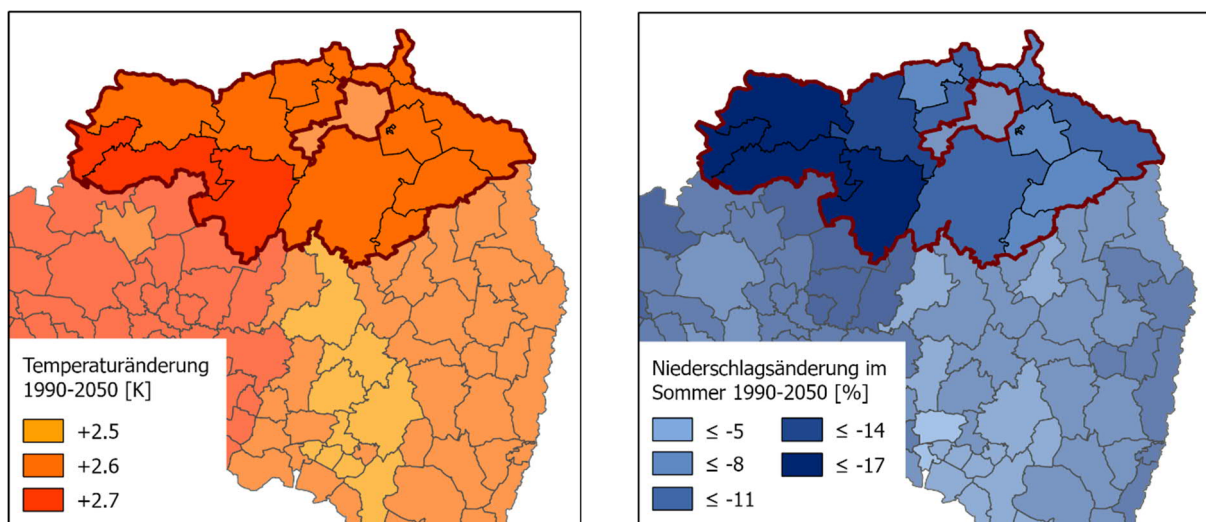 Temperaturänderung
1990-2050 [K]
+2.5
+2.6
+2.7
Niederschlagsänderung im
Sommer 1990-2050 [%]
≤ -5
≤ -8
≤ -11
≤ -14
≤ -17